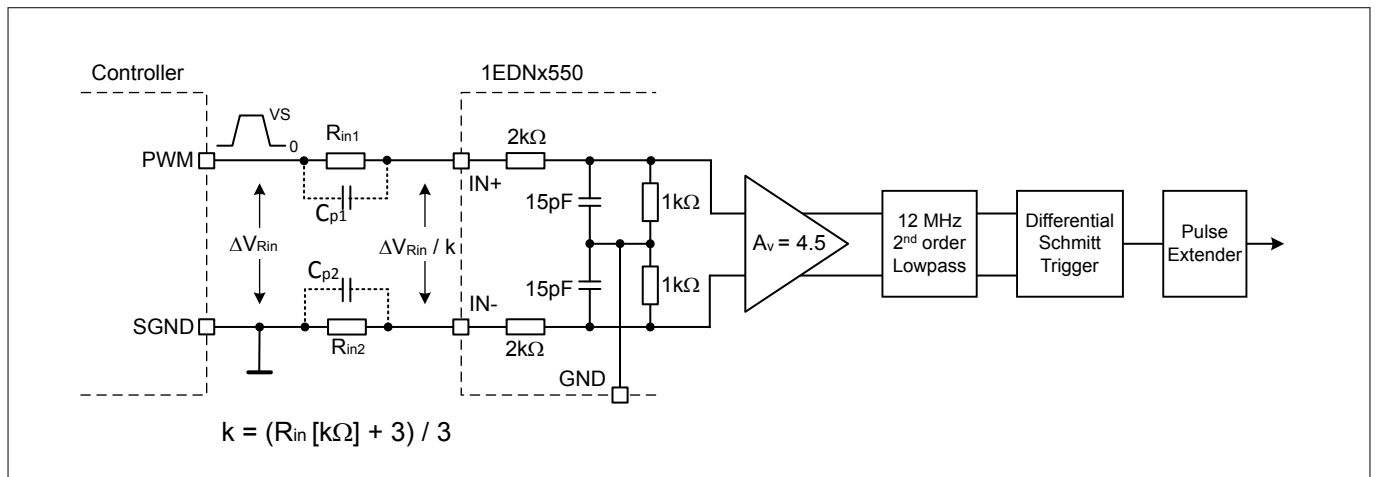 Controller
1EDNx550
VS
0
Rin1
2kΩ
PWM
IN+
Cp1
15pF
1kΩ
ΔVRin
ΔVRin / k
Av = 4.5
12 MHz
2nd order
Lowpass
Differential
Schmitt
Trigger
Pulse
Extender
Cp2
15pF
1kΩ
IN-
SGND
Rin2
2kΩ
GND
k = (Rin [kΩ] + 3) / 3